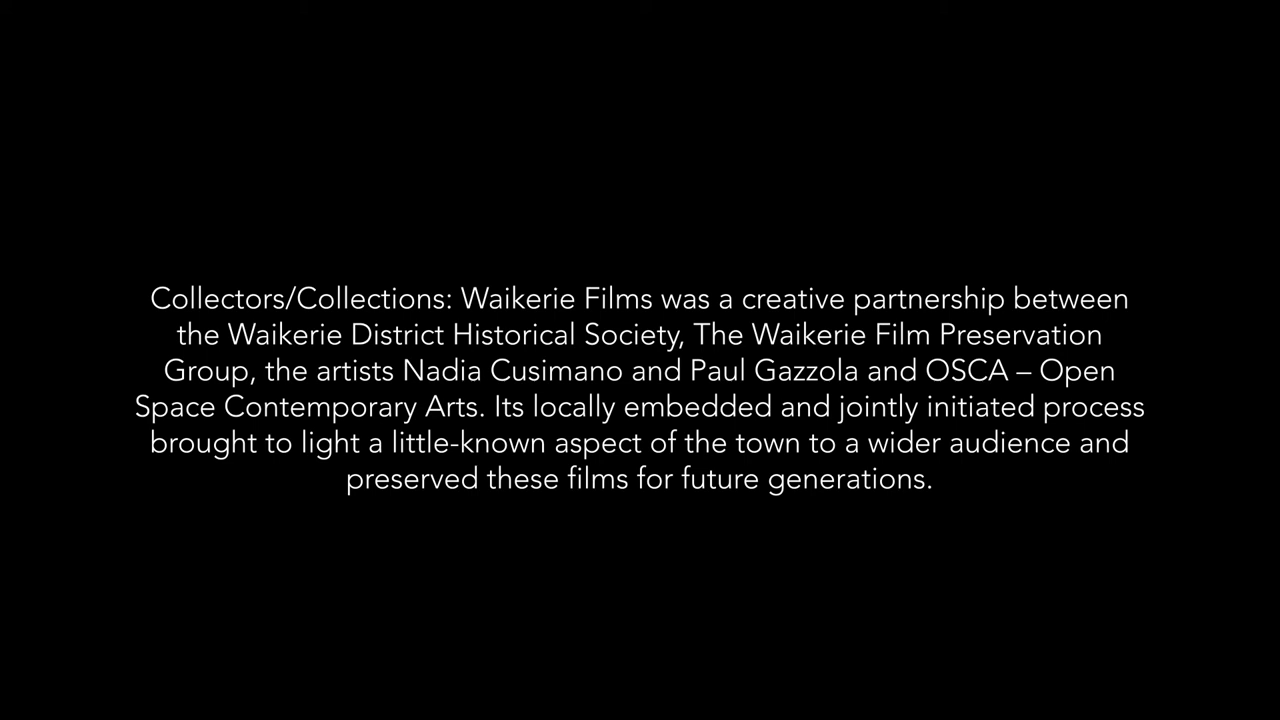 Collectors/Collections: Waikerie Films was a creative partnership between
the Waikerie District Historical Society, The Waikerie Film Preservation
Group, the artists Nadia Cusimano and Paul Gazzola and OSCA – Open
Space Contemporary Arts. Its locally embedded and jointly initiated process
brought to light a little-known aspect of the town to a wider audience and
preserved these films for future generations.